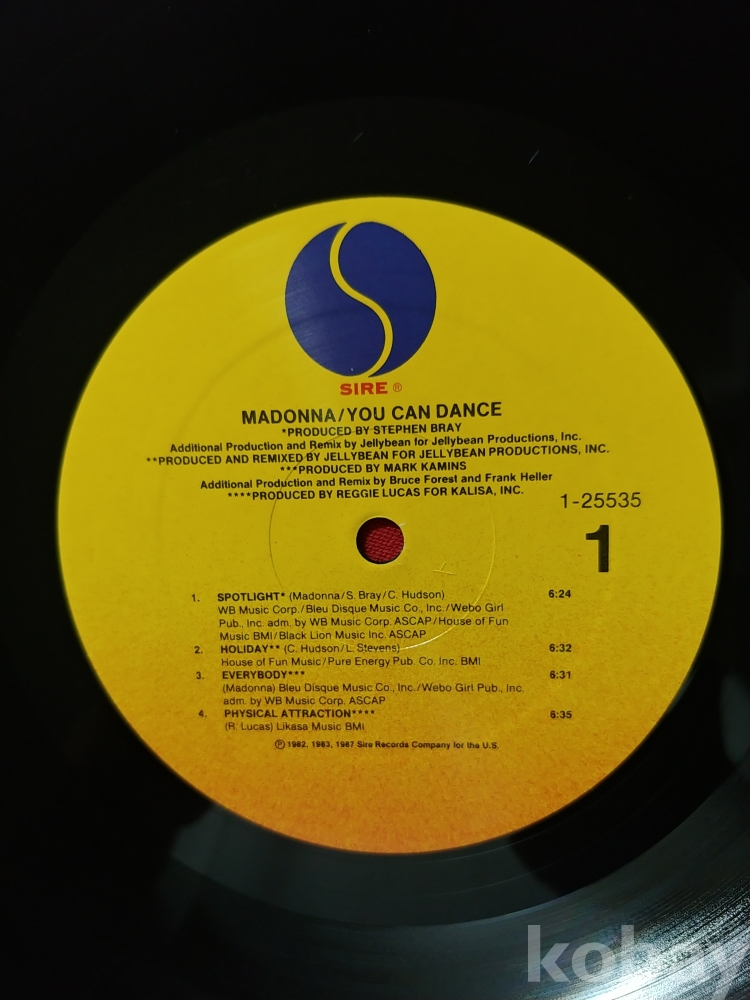 SIRE ®
MADONNA/YOU CAN DANCE
*PRODUCED BY STEPHEN BRAY
Additional Production and Remix by Jellybean for Jellybean Productions, Inc.
**PRODUCED AND REMIXED BY JELLYBEAN FOR JELLYBEAN PRODUCTIONS, INC.
***PRODUCED BY MARK KAMINS
Additional Production and Remix by Bruce Forest and Frank Heller
****PRODUCED BY REGGIE LUCAS FOR KALISA, INC.
1-25535
1
1. SPOTLIGHT* (Madonna/S. Bray/C. Hudson) 6:24
WB Music Corp./Bleu Disque Music Co., Inc./Webo Girl
Pub., Inc. adm. by WB Music Corp. ASCAP/House of Fun
Music BMI/Black Lion Music Inc. ASCAP
2. HOLIDAY** (C. Hudson/L. Stevens) 6:32
House of Fun Music/Pure Energy Pub. Co. Inc. BMI
3. EVERYBODY*** 6:31
(Madonna) Bleu Disque Music Co., Inc./Webo Girl Pub., Inc.
adm. by WB Music Corp. ASCAP
4. PHYSICAL ATTRACTION**** 6:35
(R. Lucas) Likasa Music BMI
℗ 1982, 1983, 1987 Sire Records Company for the U.S.
kobay